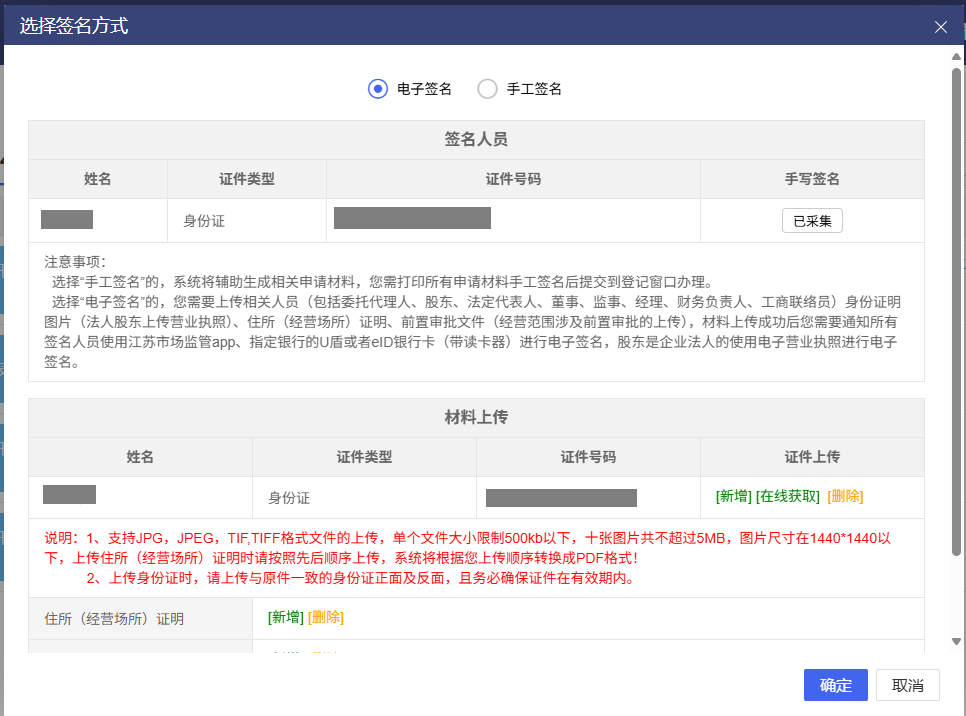 选择签名方式
电子签名 手工签名
签名人员
姓名 证件类型 证件号码 手写签名
身份证 已采集
注意事项：
选择“手工签名”的，系统将辅助生成相关申请材料，您需打印所有申请材料手工签名后提交到登记窗口办理。
选择“电子签名”的，您需要上传相关人员（包括委托代理人、股东、法定代表人、董事、监事、经理、财务负责人、工商联络员）身份证明
图片（法人股东上传营业执照）、住所（经营场所）证明、前置审批文件（经营范围涉及前置审批的上传），材料上传成功后您需要通知所有
签名人员使用江苏市场监管app、指定银行的U盾或者eID银行卡（带读卡器）进行电子签名，股东是企业法人的使用电子营业执照进行电子
签名。
材料上传
姓名 证件类型 证件号码 证件上传
身份证 [新增] [在线获取] [删除]
说明：1、支持JPG，JPEG，TIF,TIFF格式文件的上传，单个文件大小限制500kb以下，十张图片共不超过5MB，图片尺寸在1440*1440以
下，上传住所（经营场所）证明时请按照先后顺序上传，系统将根据您上传顺序转换成PDF格式！
2、上传身份证时，请上传与原件一致的身份证正面及反面，且务必确保证件在有效期内。
住所（经营场所）证明 [新增] [删除]
确定 取消